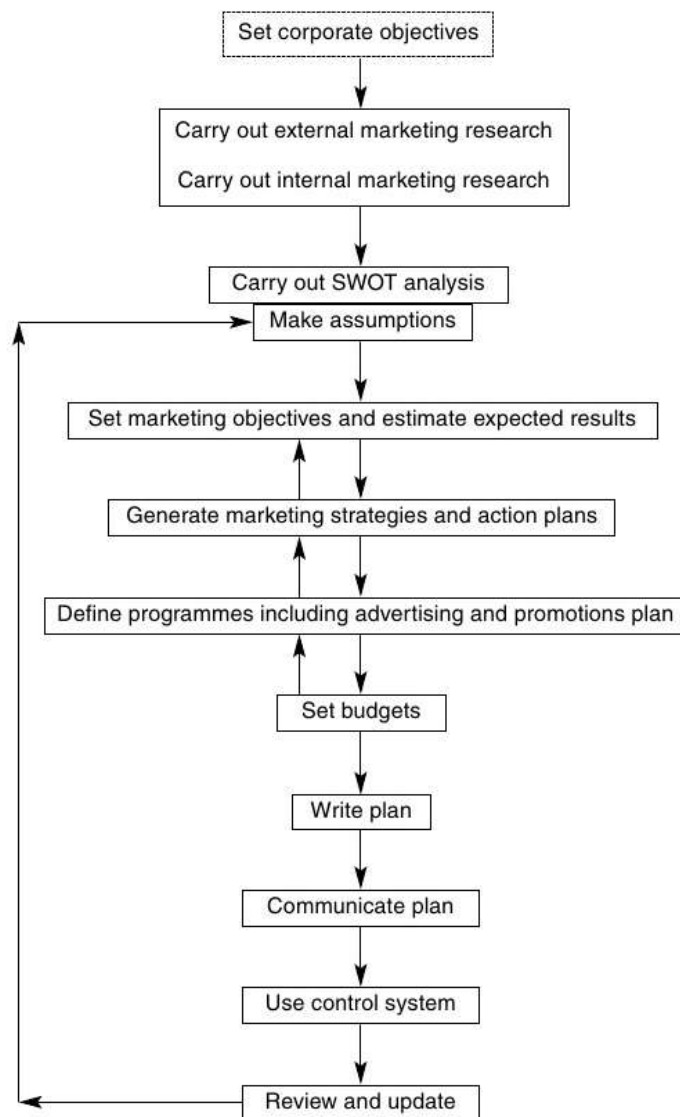 Set corporate objectives
Carry out external marketing research
Carry out internal marketing research
Carry out SWOT analysis
Make assumptions
Set marketing objectives and estimate expected results
Generate marketing strategies and action plans
Define programmes including advertising and promotions plan
Set budgets
Write plan
Communicate plan
Use control system
Review and update